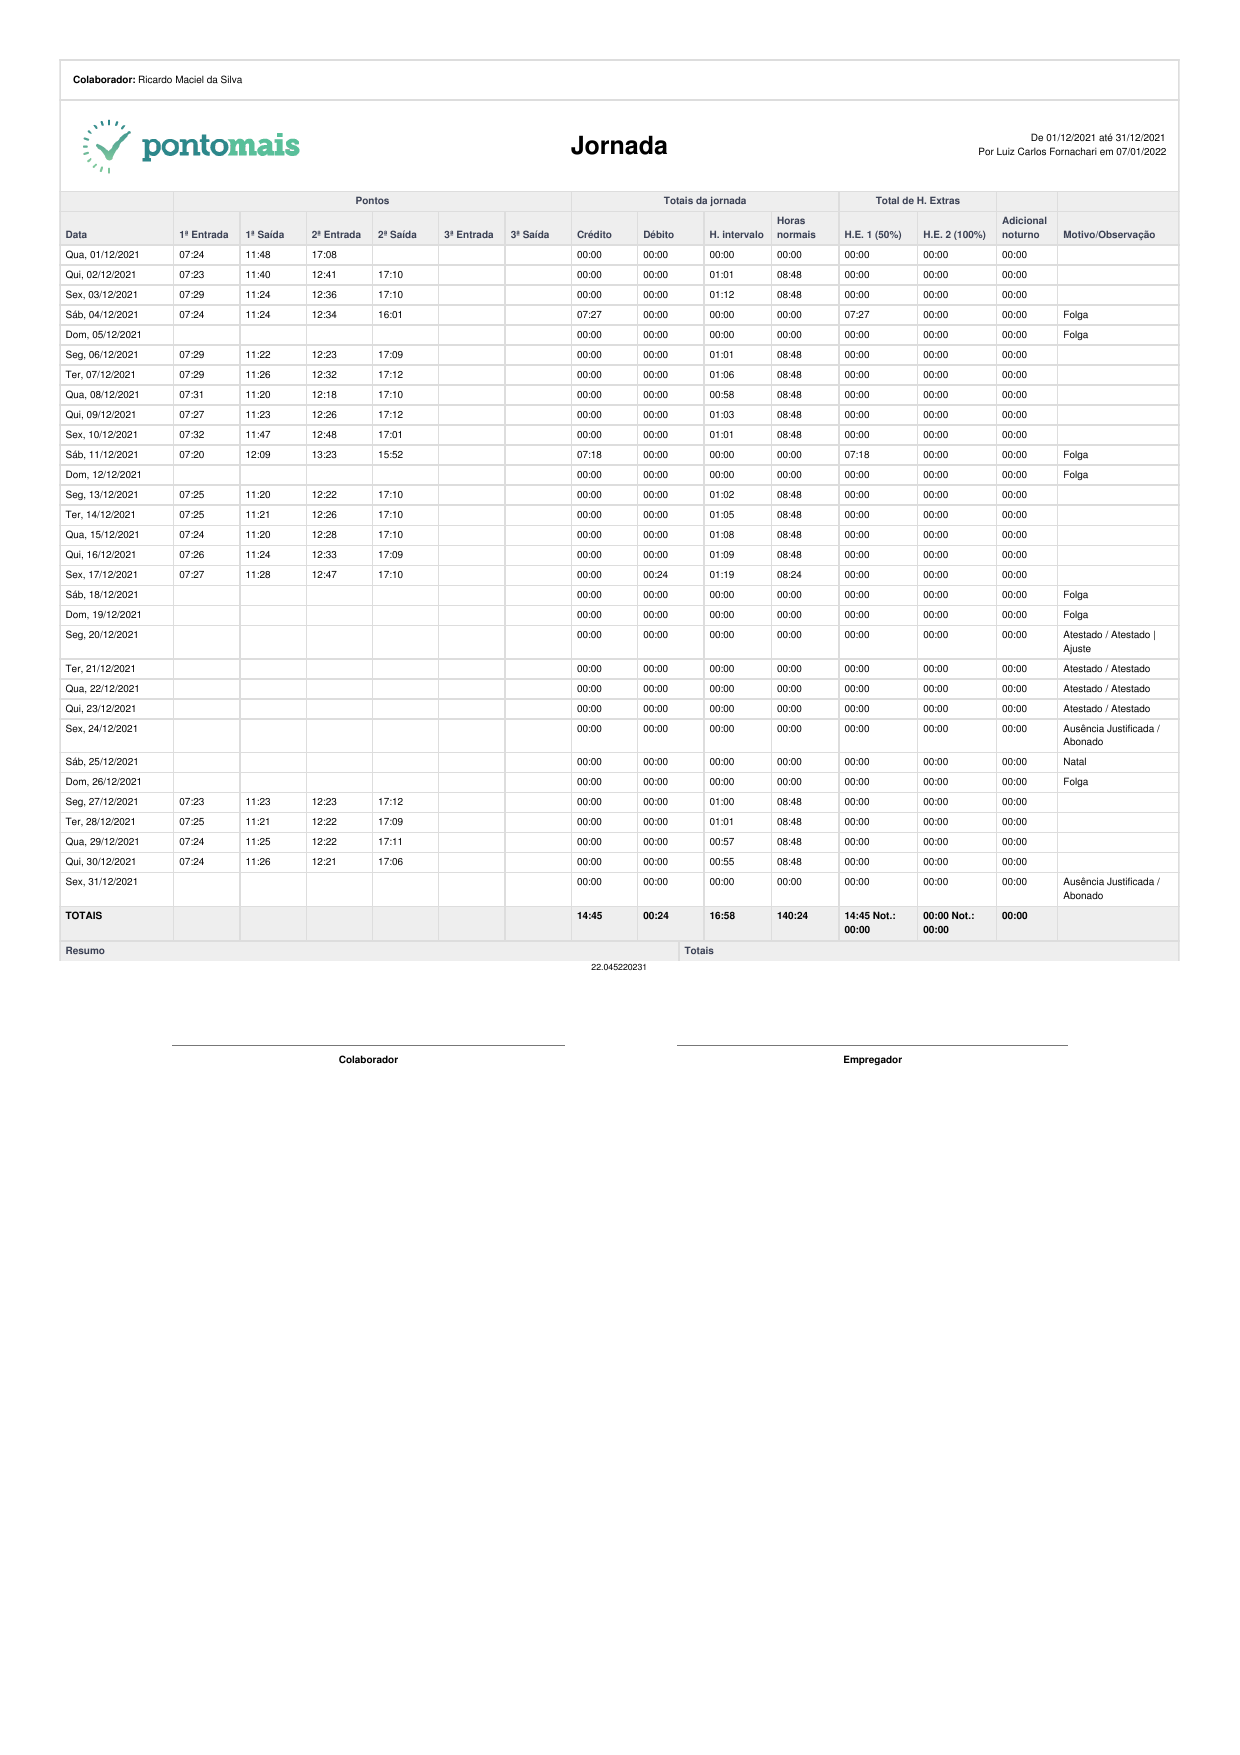 Colaborador: Ricardo Maciel da Silva
pontomais
Jornada
De 01/12/2021 até 31/12/2021
Por Luiz Carlos Fornachari em 07/01/2022
Pontos Totais da jornada Total de H. Extras
Data 1ª Entrada 1ª Saída 2ª Entrada 2ª Saída 3ª Entrada 3ª Saída Crédito Débito H. intervalo Horas normais H.E. 1 (50%) H.E. 2 (100%) Adicional noturno Motivo/Observação
Qua, 01/12/2021 07:24 11:48 17:08 00:00 00:00 00:00 00:00 00:00 00:00 00:00
Qui, 02/12/2021 07:23 11:40 12:41 17:10 00:00 00:00 01:01 08:48 00:00 00:00 00:00
Sex, 03/12/2021 07:29 11:24 12:36 17:10 00:00 00:00 01:12 08:48 00:00 00:00 00:00
Sáb, 04/12/2021 07:24 11:24 12:34 16:01 07:27 00:00 00:00 00:00 07:27 00:00 00:00 Folga
Dom, 05/12/2021 00:00 00:00 00:00 00:00 00:00 00:00 00:00 Folga
Seg, 06/12/2021 07:29 11:22 12:23 17:09 00:00 00:00 01:01 08:48 00:00 00:00 00:00
Ter, 07/12/2021 07:29 11:26 12:32 17:12 00:00 00:00 01:06 08:48 00:00 00:00 00:00
Qua, 08/12/2021 07:31 11:20 12:18 17:10 00:00 00:00 00:58 08:48 00:00 00:00 00:00
Qui, 09/12/2021 07:27 11:23 12:26 17:12 00:00 00:00 01:03 08:48 00:00 00:00 00:00
Sex, 10/12/2021 07:32 11:47 12:48 17:01 00:00 00:00 01:01 08:48 00:00 00:00 00:00
Sáb, 11/12/2021 07:20 12:09 13:23 15:52 07:18 00:00 00:00 00:00 07:18 00:00 00:00 Folga
Dom, 12/12/2021 00:00 00:00 00:00 00:00 00:00 00:00 00:00 Folga
Seg, 13/12/2021 07:25 11:20 12:22 17:10 00:00 00:00 01:02 08:48 00:00 00:00 00:00
Ter, 14/12/2021 07:25 11:21 12:26 17:10 00:00 00:00 01:05 08:48 00:00 00:00 00:00
Qua, 15/12/2021 07:24 11:20 12:28 17:10 00:00 00:00 01:08 08:48 00:00 00:00 00:00
Qui, 16/12/2021 07:26 11:24 12:33 17:09 00:00 00:00 01:09 08:48 00:00 00:00 00:00
Sex, 17/12/2021 07:27 11:28 12:47 17:10 00:00 00:24 01:19 08:24 00:00 00:00 00:00
Sáb, 18/12/2021 00:00 00:00 00:00 00:00 00:00 00:00 00:00 Folga
Dom, 19/12/2021 00:00 00:00 00:00 00:00 00:00 00:00 00:00 Folga
Seg, 20/12/2021 00:00 00:00 00:00 00:00 00:00 00:00 00:00 Atestado / Atestado |
Ajuste
Ter, 21/12/2021 00:00 00:00 00:00 00:00 00:00 00:00 00:00 Atestado / Atestado
Qua, 22/12/2021 00:00 00:00 00:00 00:00 00:00 00:00 00:00 Atestado / Atestado
Qui, 23/12/2021 00:00 00:00 00:00 00:00 00:00 00:00 00:00 Atestado / Atestado
Sex, 24/12/2021 00:00 00:00 00:00 00:00 00:00 00:00 00:00 Ausência Justificada /
Abonado
Sáb, 25/12/2021 00:00 00:00 00:00 00:00 00:00 00:00 00:00 Natal
Dom, 26/12/2021 00:00 00:00 00:00 00:00 00:00 00:00 00:00 Folga
Seg, 27/12/2021 07:23 11:23 12:23 17:12 00:00 00:00 01:00 08:48 00:00 00:00 00:00
Ter, 28/12/2021 07:25 11:21 12:22 17:09 00:00 00:00 01:01 08:48 00:00 00:00 00:00
Qua, 29/12/2021 07:24 11:25 12:22 17:11 00:00 00:00 00:57 08:48 00:00 00:00 00:00
Qui, 30/12/2021 07:24 11:26 12:21 17:06 00:00 00:00 00:55 08:48 00:00 00:00 00:00
Sex, 31/12/2021 00:00 00:00 00:00 00:00 00:00 00:00 00:00 Ausência Justificada /
Abonado
TOTAIS 14:45 00:24 16:58 140:24 14:45 Not.: 00:00 Not.: 00:00
00:00 00:00
Resumo Totais
22.045220231
Colaborador Empregador